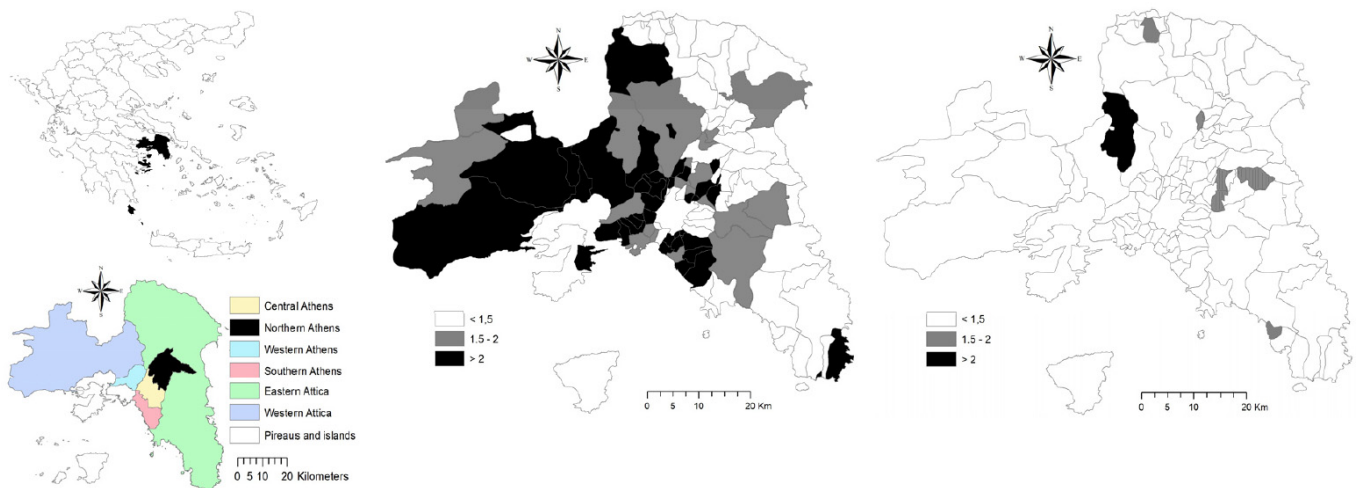 N
W E
S
Central Athens
Northern Athens
Western Athens
Southern Athens
Eastern Attica
Western Attica
Pireaus and islands
0 5 10 20 Kilometers
N
W E
S
< 1,5
1.5 - 2
> 2
0 5 10 20 Km
N
W E
S
< 1,5
1.5 - 2
> 2
0 5 10 20 Km